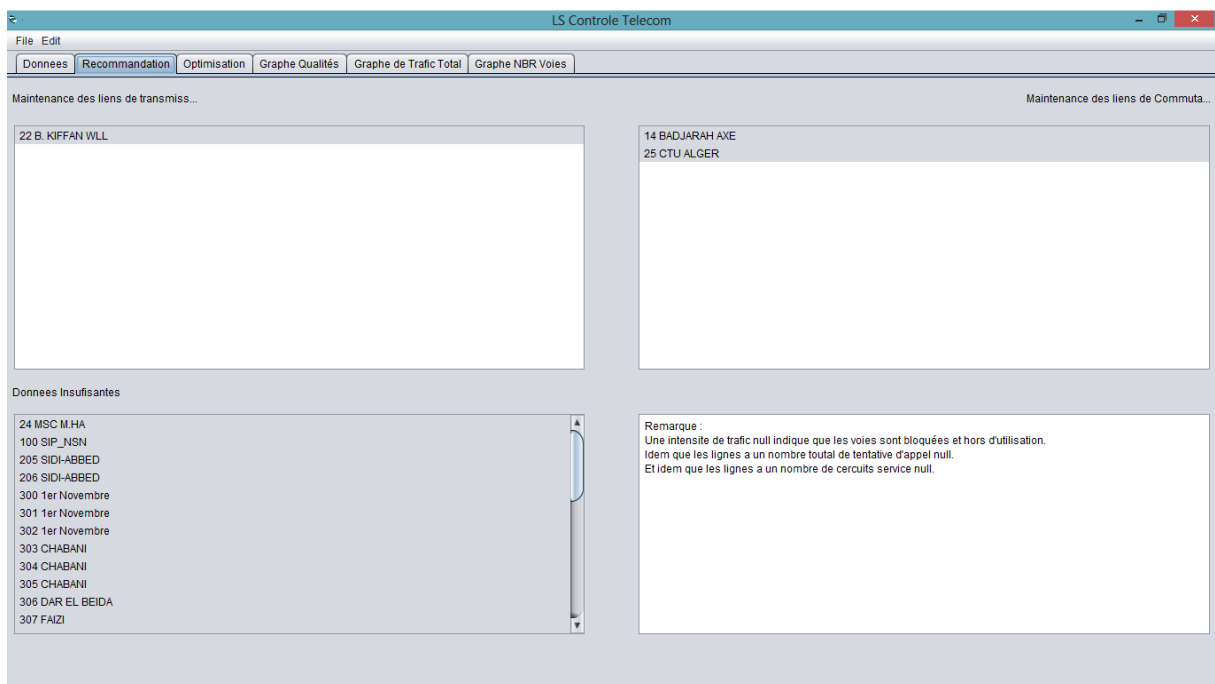 LS Controle Telecom
File Edit
Donnees Recommandation Optimisation Graphe Qualités Graphe de Trafic Total Graphe NBR Voies
Maintenance des liens de transmiss...
Maintenance des liens de Commuta...
22 B. KIFFAN WLL
14 BADJARAH AXE
25 CTU ALGER
Donnees Insufisantes
24 MSC M.HA
100 SIP_NSN
205 SIDI-ABBED
206 SIDI-ABBED
300 1er Novembre
301 1er Novembre
302 1er Novembre
303 CHABANI
304 CHABANI
305 CHABANI
306 DAR EL BEIDA
307 FAIZI
Remarque :
Une intensite de trafic null indique que les voies sont bloquées et hors d'utilisation.
Idem que les lignes a un nombre toutal de tentative d'appel null.
Et idem que les lignes a un nombre de cercuits service null.